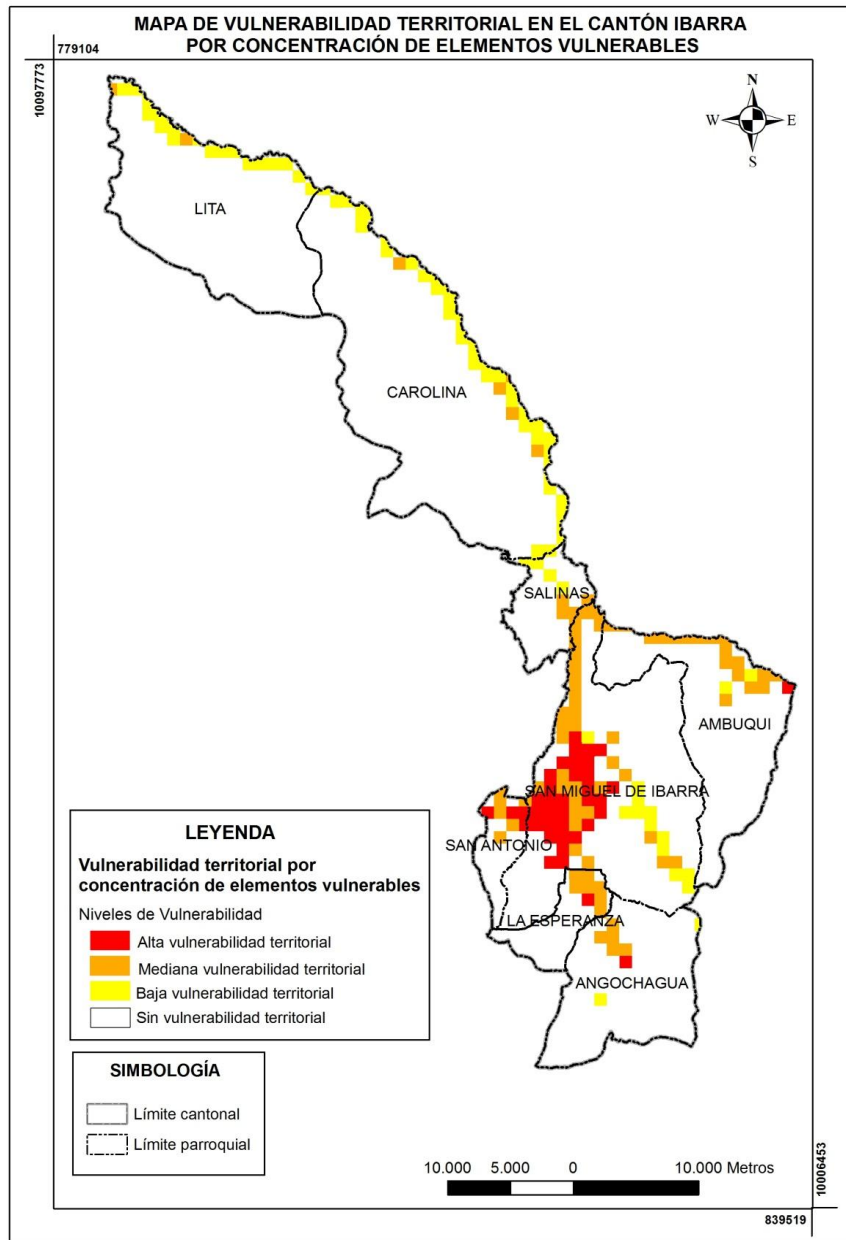 MAPA DE VULNERABILIDAD TERRITORIAL EN EL CANTÓN IBARRA
POR CONCENTRACIÓN DE ELEMENTOS VULNERABLES
779104
10097773
N
W
E
S
LITA
CAROLINA
SALINAS
AMBUQUI
SAN MIGUEL DE IBARRA
SAN ANTONIO
LA ESPERANZA
ANGOCHAGUA
LEYENDA
Vulnerabilidad territorial por
concentración de elementos vulnerables
Niveles de Vulnerabilidad
Alta vulnerabilidad territorial
Mediana vulnerabilidad territorial
Baja vulnerabilidad territorial
Sin vulnerabilidad territorial
SIMBOLOGÍA
Límite cantonal
Límite parroquial
10.000 5.000 0 10.000 Metros
10006453
839519